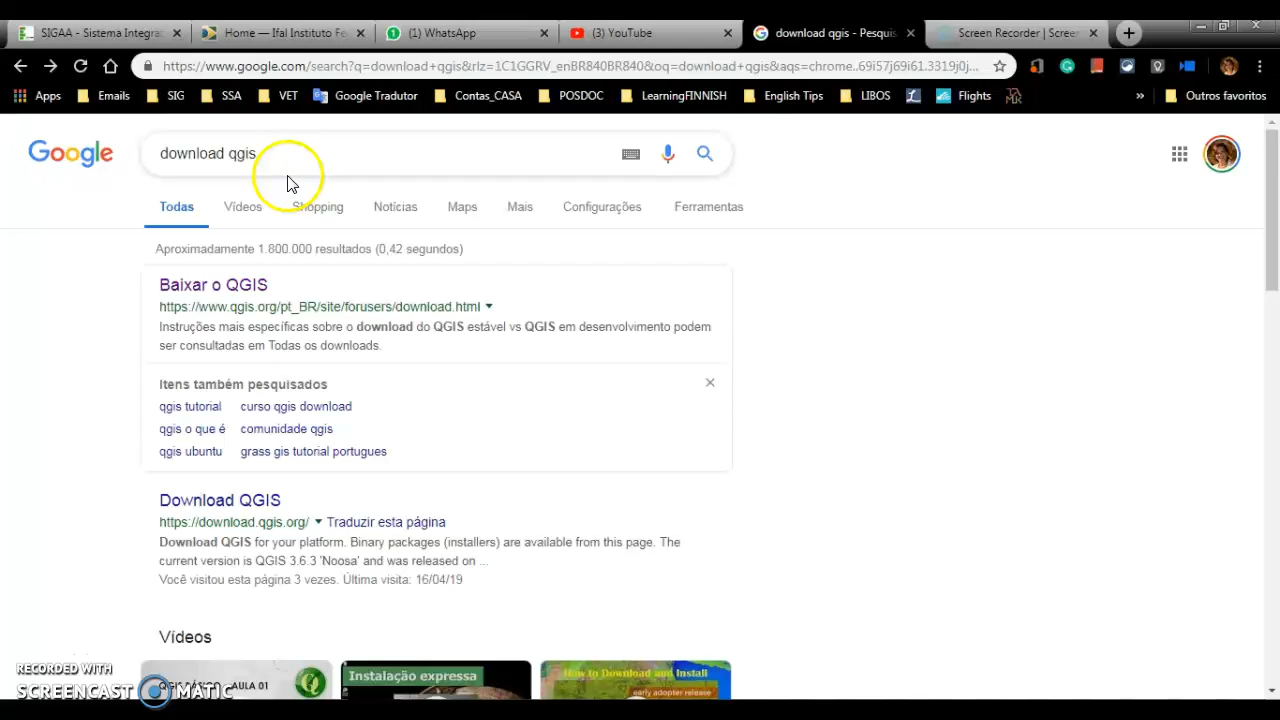 SIGAA - Sistema Integra
Home — Ifal Instituto Fe
(1) WhatsApp
(3) YouTube
download qgis - Pesquis
Screen Recorder | Screer
https://www.google.com/search?q=download+qgis&rlz=1C1GGRV_enBR840BR840&oq=download+qgis&aqs=chrome..69i57j69i61.3319j0j...
Apps
Emails
SIG
SSA
VET
Google Tradutor
Contas_CASA
POSDOC
LearningFINNISH
English Tips
LIBOS
Flights
»
Outros favoritos
Google
download qgis
Todas
Vídeos
Shopping
Notícias
Maps
Mais
Configurações
Ferramentas
Aproximadamente 1.800.000 resultados (0,42 segundos)
Baixar o QGIS
https://www.qgis.org/pt_BR/site/forusers/download.html
Instruções mais específicas sobre o download do QGIS estável vs QGIS em desenvolvimento podem
ser consultadas em Todas os downloads.
Itens também pesquisados
qgis tutorial curso qgis download
qgis o que é comunidade qgis
qgis ubuntu grass gis tutorial portugues
Download QGIS
https://download.qgis.org/ Traduzir esta página
Download QGIS for your platform. Binary packages (installers) are available from this page. The
current version is QGIS 3.6.3 'Noosa' and was released on ...
Você visitou esta página 3 vezes. Última visita: 16/04/19
Vídeos
AULA 01
Instalação expressa
How to Download and Install
early adopter release
RECORDED WITH
SCREENCAST MATIC